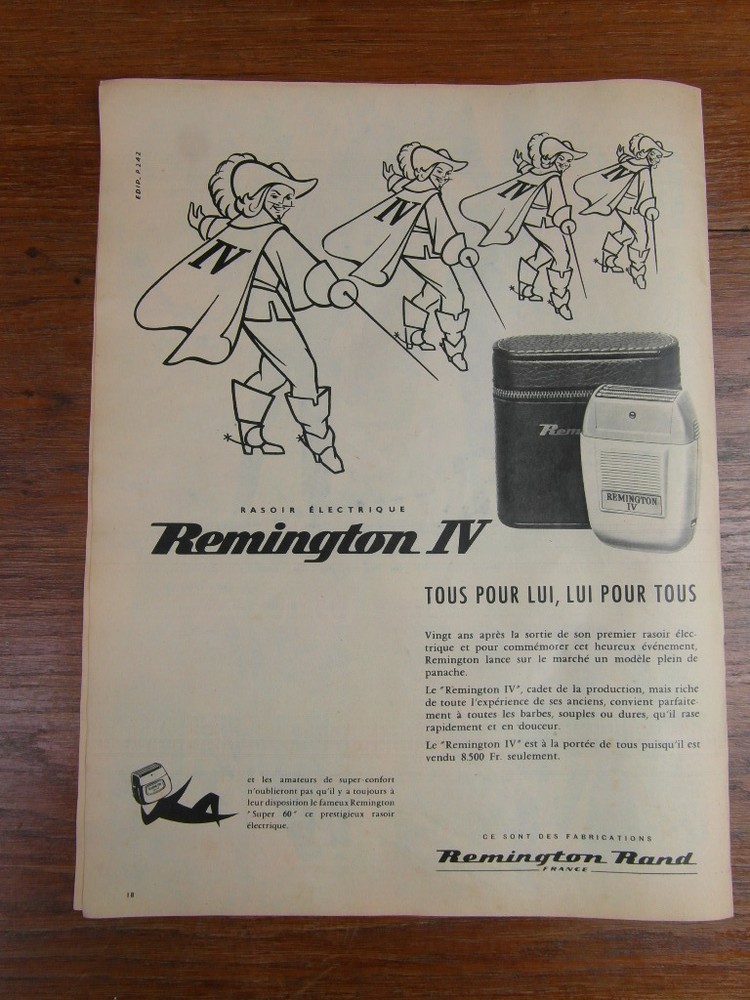 EDIP. P.242
IV
IV
IV
IV
Rem
REMINGTON
IV
RASOIR ÉLECTRIQUE
Remington IV
TOUS POUR LUI, LUI POUR TOUS
Vingt ans après la sortie de son premier rasoir élec-
trique et pour commémorer cet heureux événement,
Remington lance sur le marché un modèle plein de
panache.
Le "Remington IV", cadet de la production, mais riche
de toute l'expérience de ses anciens, convient parfaite-
ment à toutes les barbes, souples ou dures, qu'il rase
rapidement et en douceur.
Le "Remington IV" est à la portée de tous puisqu'il est
vendu 8.500 Fr. seulement.
et les amateurs de super-confort
n'oublieront pas qu'il y a toujours à
leur disposition le fameux Remington
"Super 60" ce prestigieux rasoir
électrique.
CE SONT DES FABRICATIONS
Remington Rand
FRANCE
18